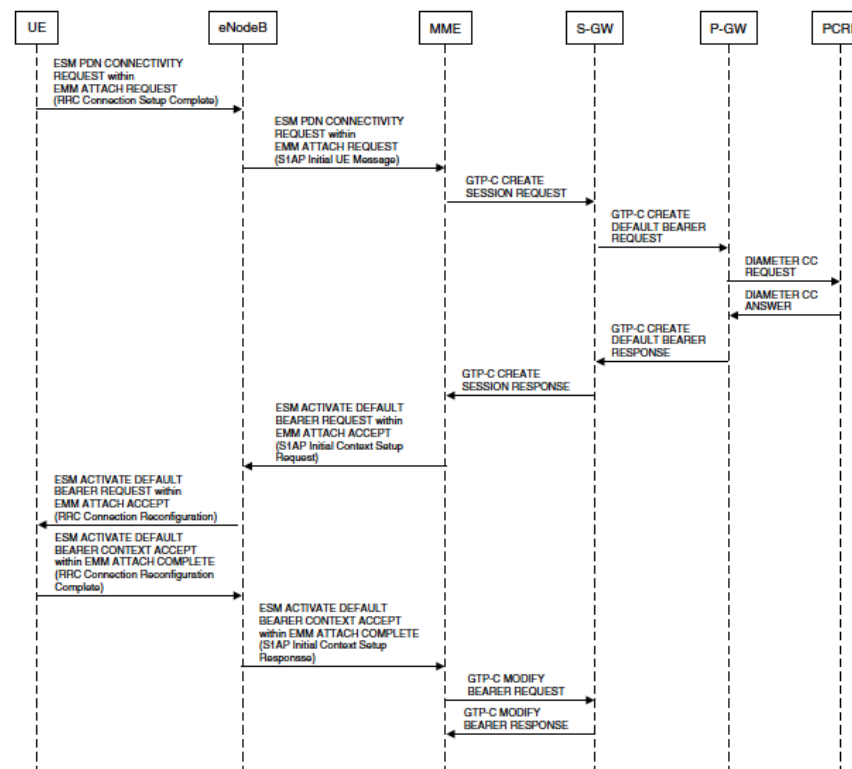 UE
eNodeB
MME
S-GW
P-GW
PCRF
ESM PDN CONNECTIVITY
REQUEST within
EMM ATTACH REQUEST
(RRC Connection Setup Complete)
ESM PDN CONNECTIVITY
REQUEST within
EMM ATTACH REQUEST
(S1AP Initial UE Message)
GTP-C CREATE
SESSION REQUEST
GTP-C CREATE
DEFAULT BEARER
REQUEST
DIAMETER CC
REQUEST
DIAMETER CC
ANSWER
GTP-C CREATE
DEFAULT BEARER
RESPONSE
GTP-C CREATE
SESSION RESPONSE
ESM ACTIVATE DEFAULT
BEARER REQUEST within
EMM ATTACH ACCEPT
(S1AP Initial Context Setup
Request)
ESM ACTIVATE DEFAULT
BEARER REQUEST within
EMM ATTACH ACCEPT
(RRC Connection Reconfiguration)
ESM ACTIVATE DEFAULT
BEARER CONTEXT ACCEPT
within EMM ATTACH COMPLETE
(RRC Connection Reconfiguration
Complete)
ESM ACTIVATE DEFAULT
BEARER CONTEXT ACCEPT
within EMM ATTACH COMPLETE
(S1AP Initial Context Setup
Responsse)
GTP-C MODIFY
BEARER REQUEST
GTP-C MODIFY
BEARER RESPONSE